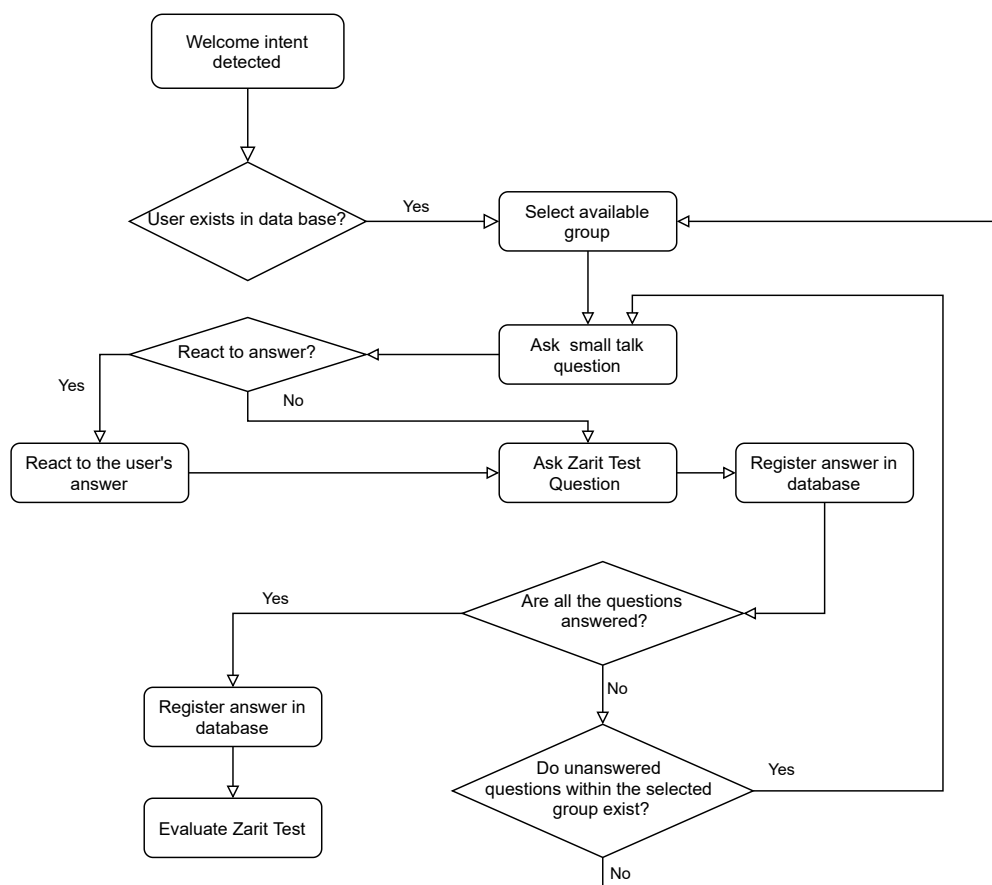 Welcome intent
detected
User exists in data base?
Yes
Select available
group
React to answer?
Ask  small talk
question
Yes
No
React to the user's
answer
Ask Zarit Test
Question
Register answer in
database
Are all the questions
answered?
Yes
No
Register answer in
database
Do unanswered
questions within the selected
group exist?
Yes
Evaluate Zarit Test
No